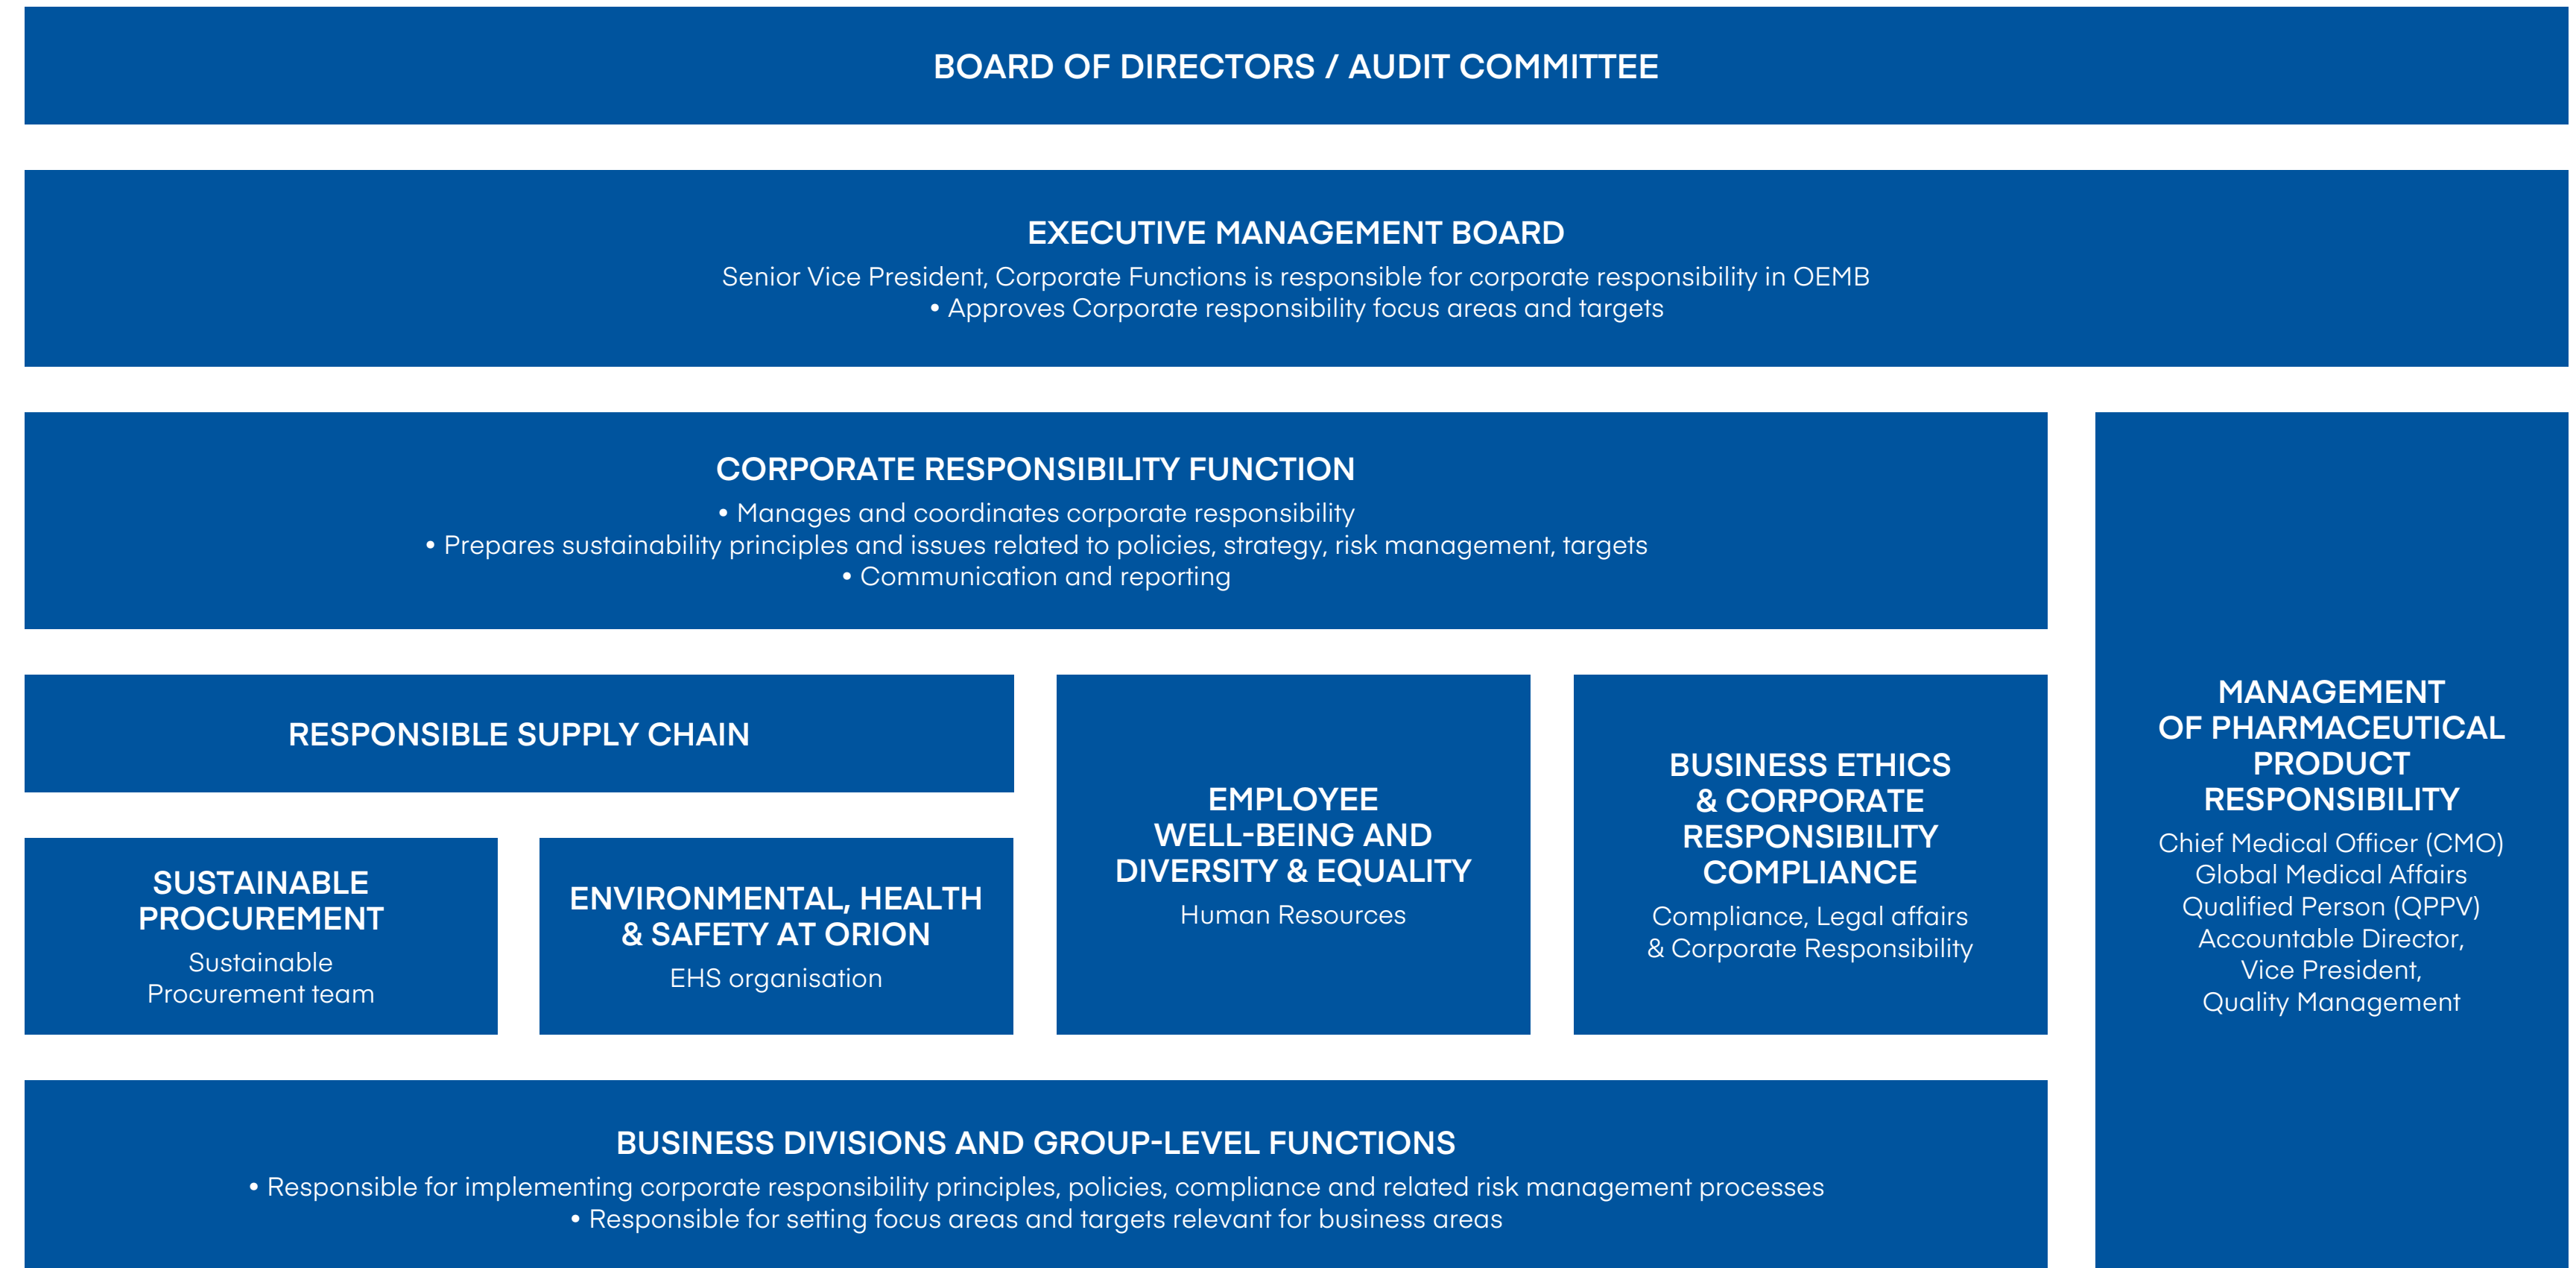 BOARD OF DIRECTORS / AUDIT COMMITTEE
EXECUTIVE MANAGEMENT BOARD
Senior Vice President, Corporate Functions is responsible for corporate responsibility in OEMB
• Approves Corporate responsibility focus areas and targets
CORPORATE RESPONSIBILITY FUNCTION
• Manages and coordinates corporate responsibility
• Prepares sustainability principles and issues related to policies, strategy, risk management, targets
• Communication and reporting
RESPONSIBLE SUPPLY CHAIN
SUSTAINABLE
PROCUREMENT
Sustainable
Procurement team
ENVIRONMENTAL, HEALTH
& SAFETY AT ORION
EHS organisation
EMPLOYEE
WELL-BEING AND
DIVERSITY & EQUALITY
Human Resources
BUSINESS ETHICS
& CORPORATE
RESPONSIBILITY
COMPLIANCE
Compliance, Legal affairs
& Corporate Responsibility
MANAGEMENT
OF PHARMACEUTICAL
PRODUCT
RESPONSIBILITY
Chief Medical Officer (CMO)
Global Medical Affairs
Qualified Person (QPPV)
Accountable Director,
Vice President,
Quality Management
BUSINESS DIVISIONS AND GROUP-LEVEL FUNCTIONS
• Responsible for implementing corporate responsibility principles, policies, compliance and related risk management processes
• Responsible for setting focus areas and targets relevant for business areas